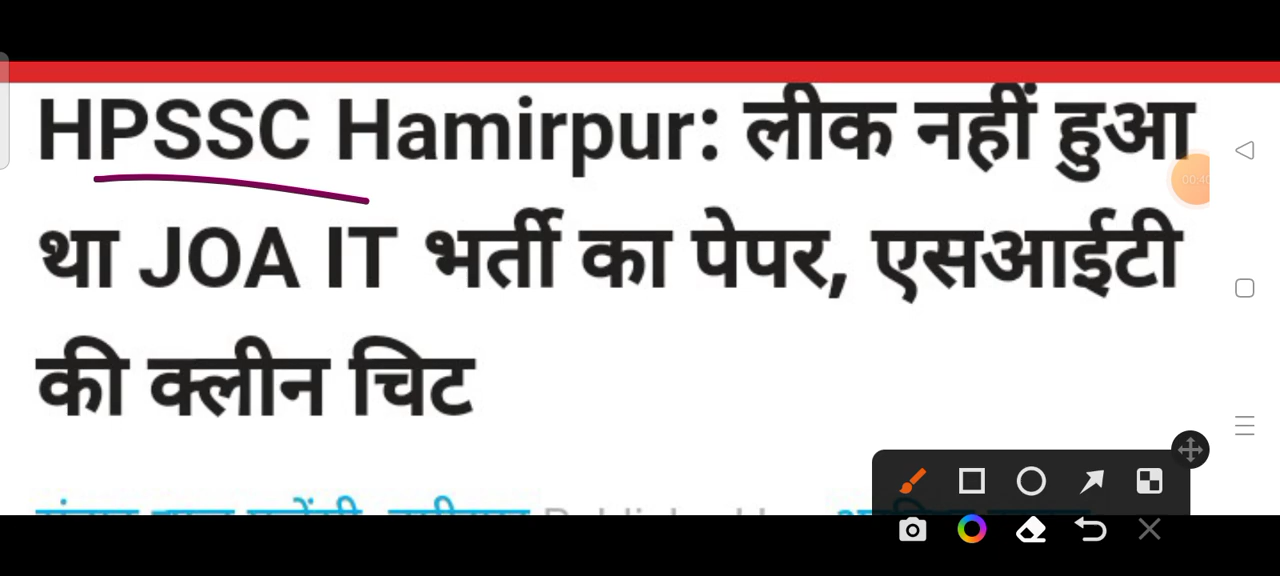 HPSSC Hamirpur: लीक नहीं हुआ
था JOA IT भर्ती का पेपर, एसआईटी
की क्लीन चिट